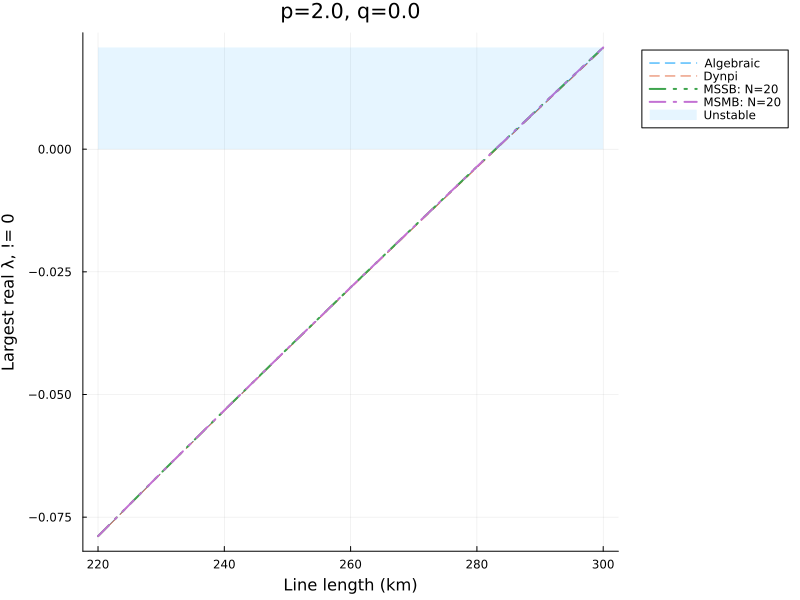 p=2.0, q=0.0
Algebraic
Dynpi
MSSB: N=20
MSMB: N=20
Unstable
0.000
−0.025
−0.050
−0.075
Largest real λ, != 0
220
240
260
280
300
Line length (km)